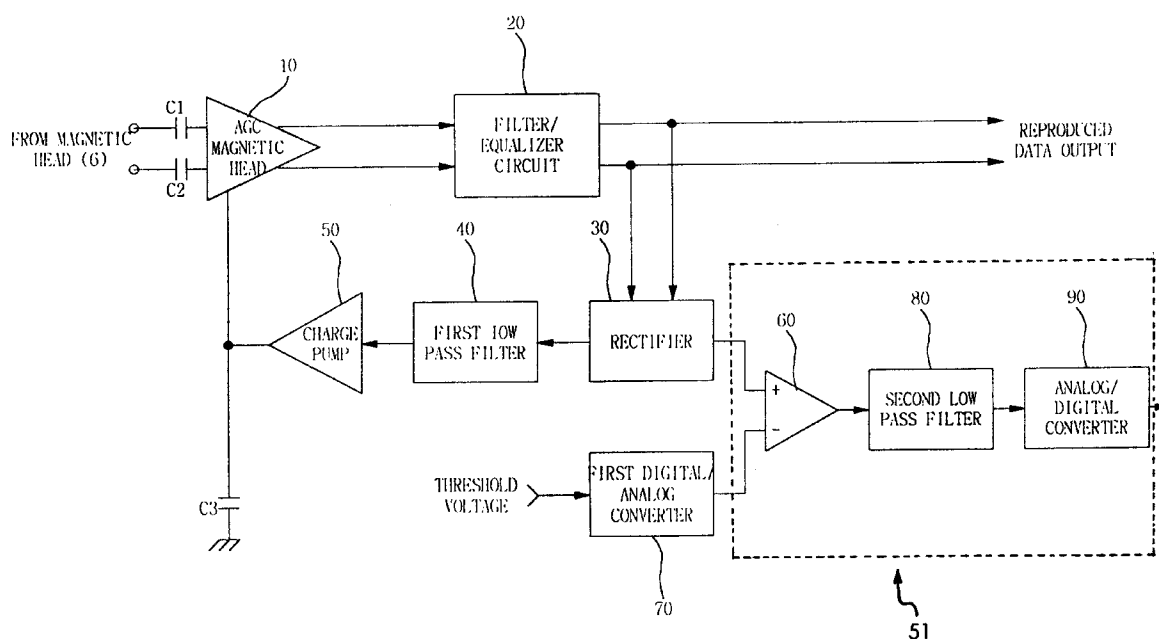 20
10
C1
FROM MAGNETIC
HEAD (6)
C2
AGC
MAGNETIC
HEAD
FILTER/
EQUALIZER
CIRCUIT
REPRODUCED
DATA OUTPUT
50
40
30
CHARGE
PUMP
FIRST lOW
PASS FILTER
RECTIFIER
60
80
90
+
−
SECOND LOW
PASS FILTER
ANALOG/
DIGITAL
CONVERTER
C3
THRESHOLD
VOLTAGE
FIRST DIGITAL/
ANALOG
CONVERTER
70
51